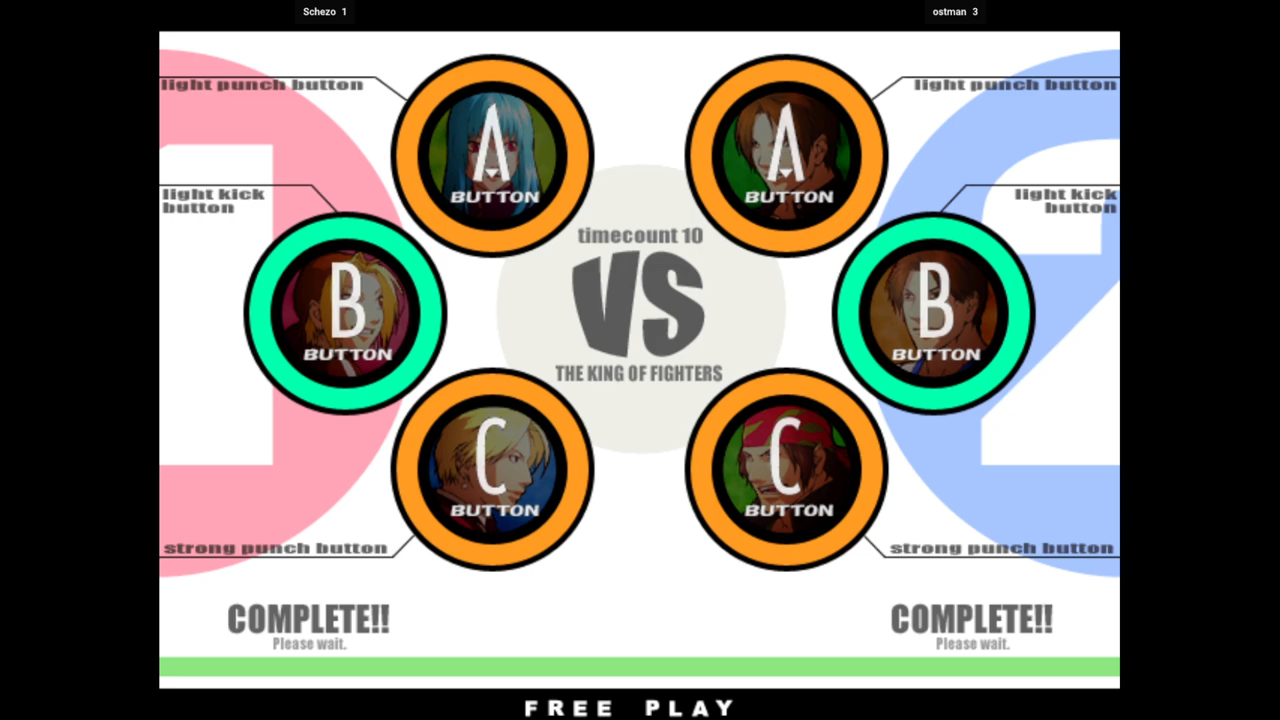 Schezo 1
ostman 3
light punch button
light punch button
A
BUTTON
A
BUTTON
1
2
light kick
button
light kick
button
timecount 10
VS
THE KING OF FIGHTERS
B
BUTTON
B
BUTTON
C
BUTTON
C
BUTTON
strong punch button
strong punch button
COMPLETE!!
Please wait.
COMPLETE!!
Please wait.
FREE PLAY